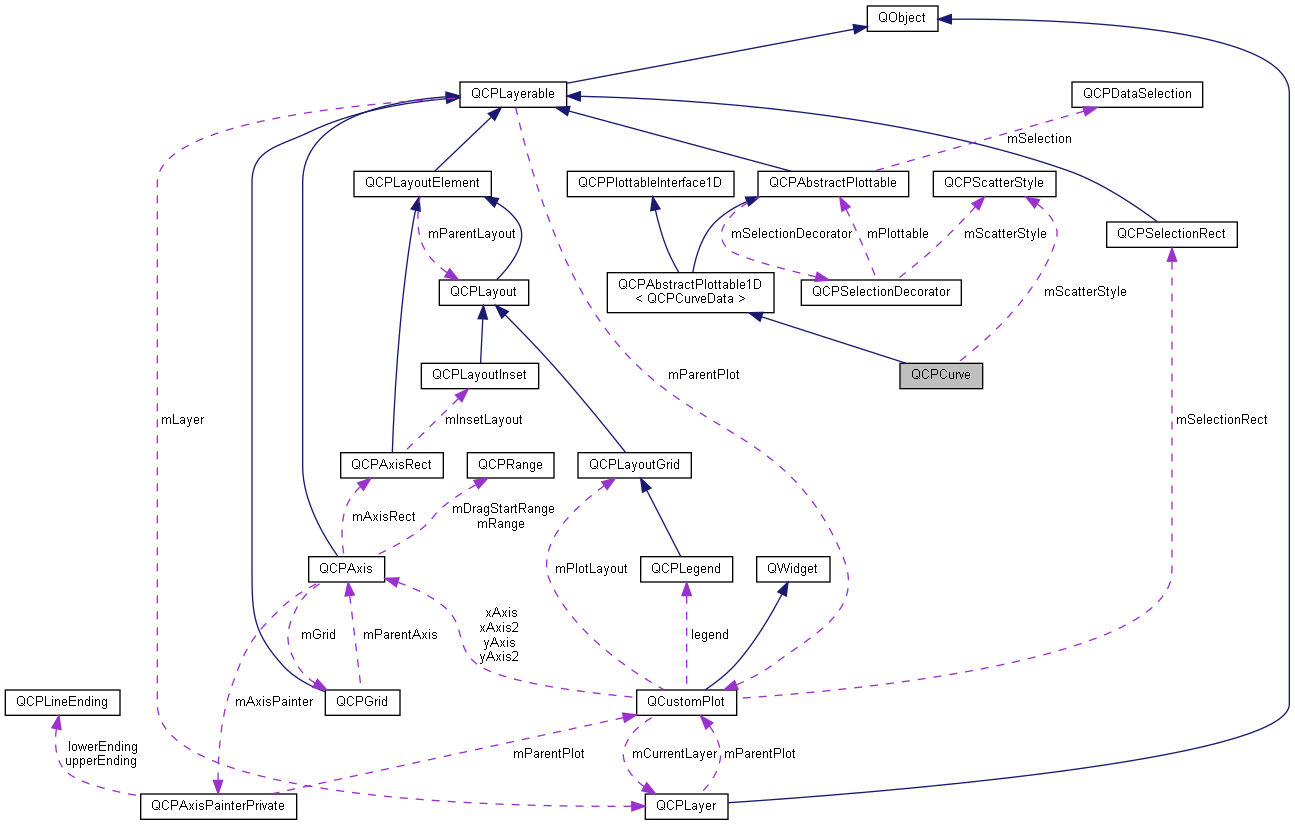 QObject
QCPLayerable
QCPDataSelection
mSelection
QCPLayoutElement
QCPPlottableInterface1D
QCPAbstractPlottable
QCPScatterStyle
mParentLayout
mSelectionDecorator
mPlottable
mScatterStyle
QCPSelectionRect
QCPLayout
QCPAbstractPlottable1D
< QCPCurveData >
QCPSelectionDecorator
mScatterStyle
QCPLayoutInset
mParentPlot
QCPCurve
mLayer
mInsetLayout
mSelectionRect
QCPAxisRect
QCPRange
QCPLayoutGrid
mAxisRect
mDragStartRange
mRange
QCPAxis
mPlotLayout
QCPLegend
QWidget
mGrid
mParentAxis
xAxis
xAxis2
yAxis
yAxis2
legend
QCPLineEnding
mAxisPainter
QCPGrid
QCustomPlot
lowerEnding
upperEnding
mParentPlot
mCurrentLayer
mParentPlot
QCPAxisPainterPrivate
QCPLayer